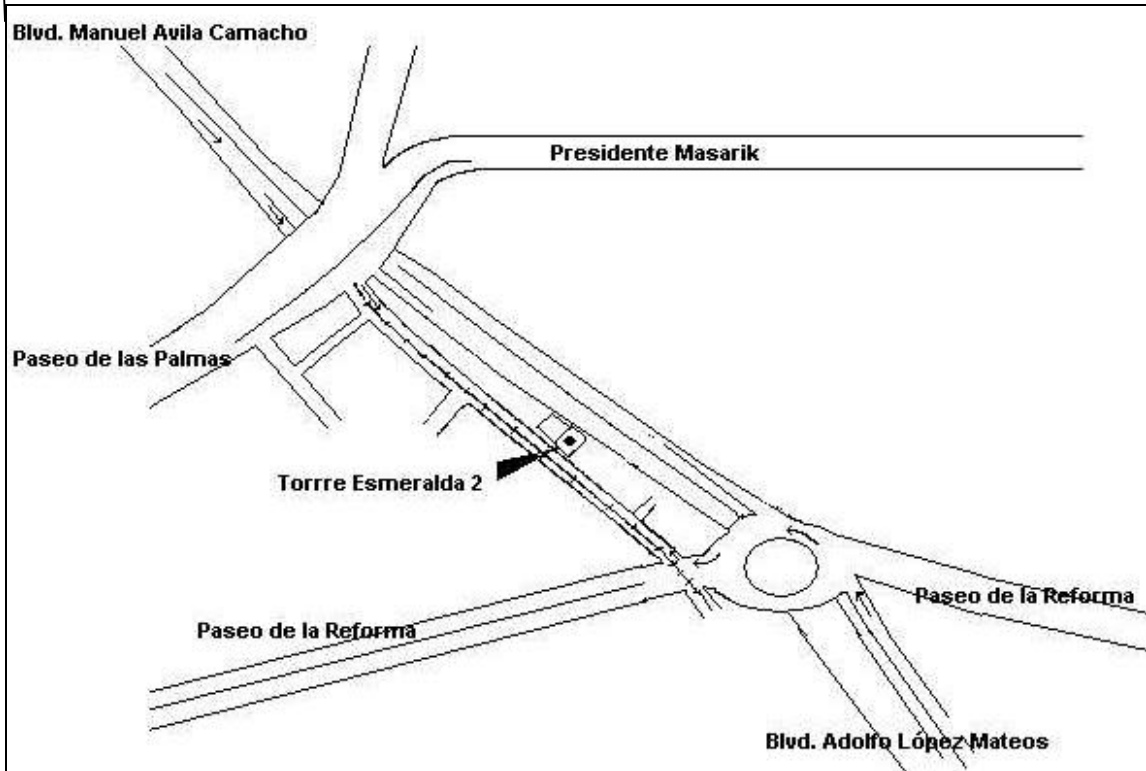 Blvd. Manuel Avila Camacho
Presidente Masarik
Paseo de las Palmas
Torrre Esmeralda 2
Paseo de la Reforma
Paseo de la Reforma
Blvd. Adolfo López Mateos